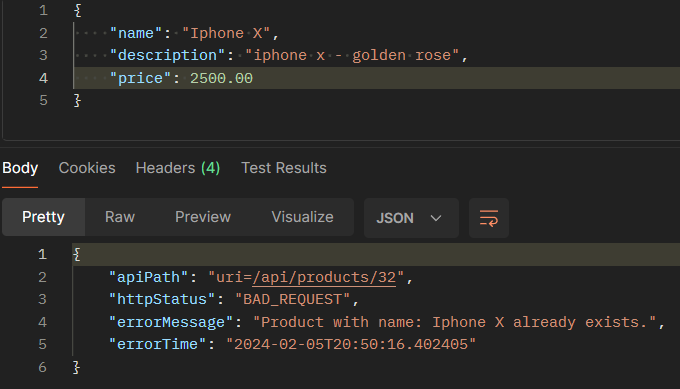 1 {
2 "name": "Iphone X",
3 "description": "iphone x - golden rose",
4 "price": 2500.00
5 }
Body Cookies Headers (4) Test Results
Pretty Raw Preview Visualize JSON
1 {
2 "apiPath": "uri=/api/products/32",
3 "httpStatus": "BAD_REQUEST",
4 "errorMessage": "Product with name: Iphone X already exists.",
5 "errorTime": "2024-02-05T20:50:16.402405"
6 }